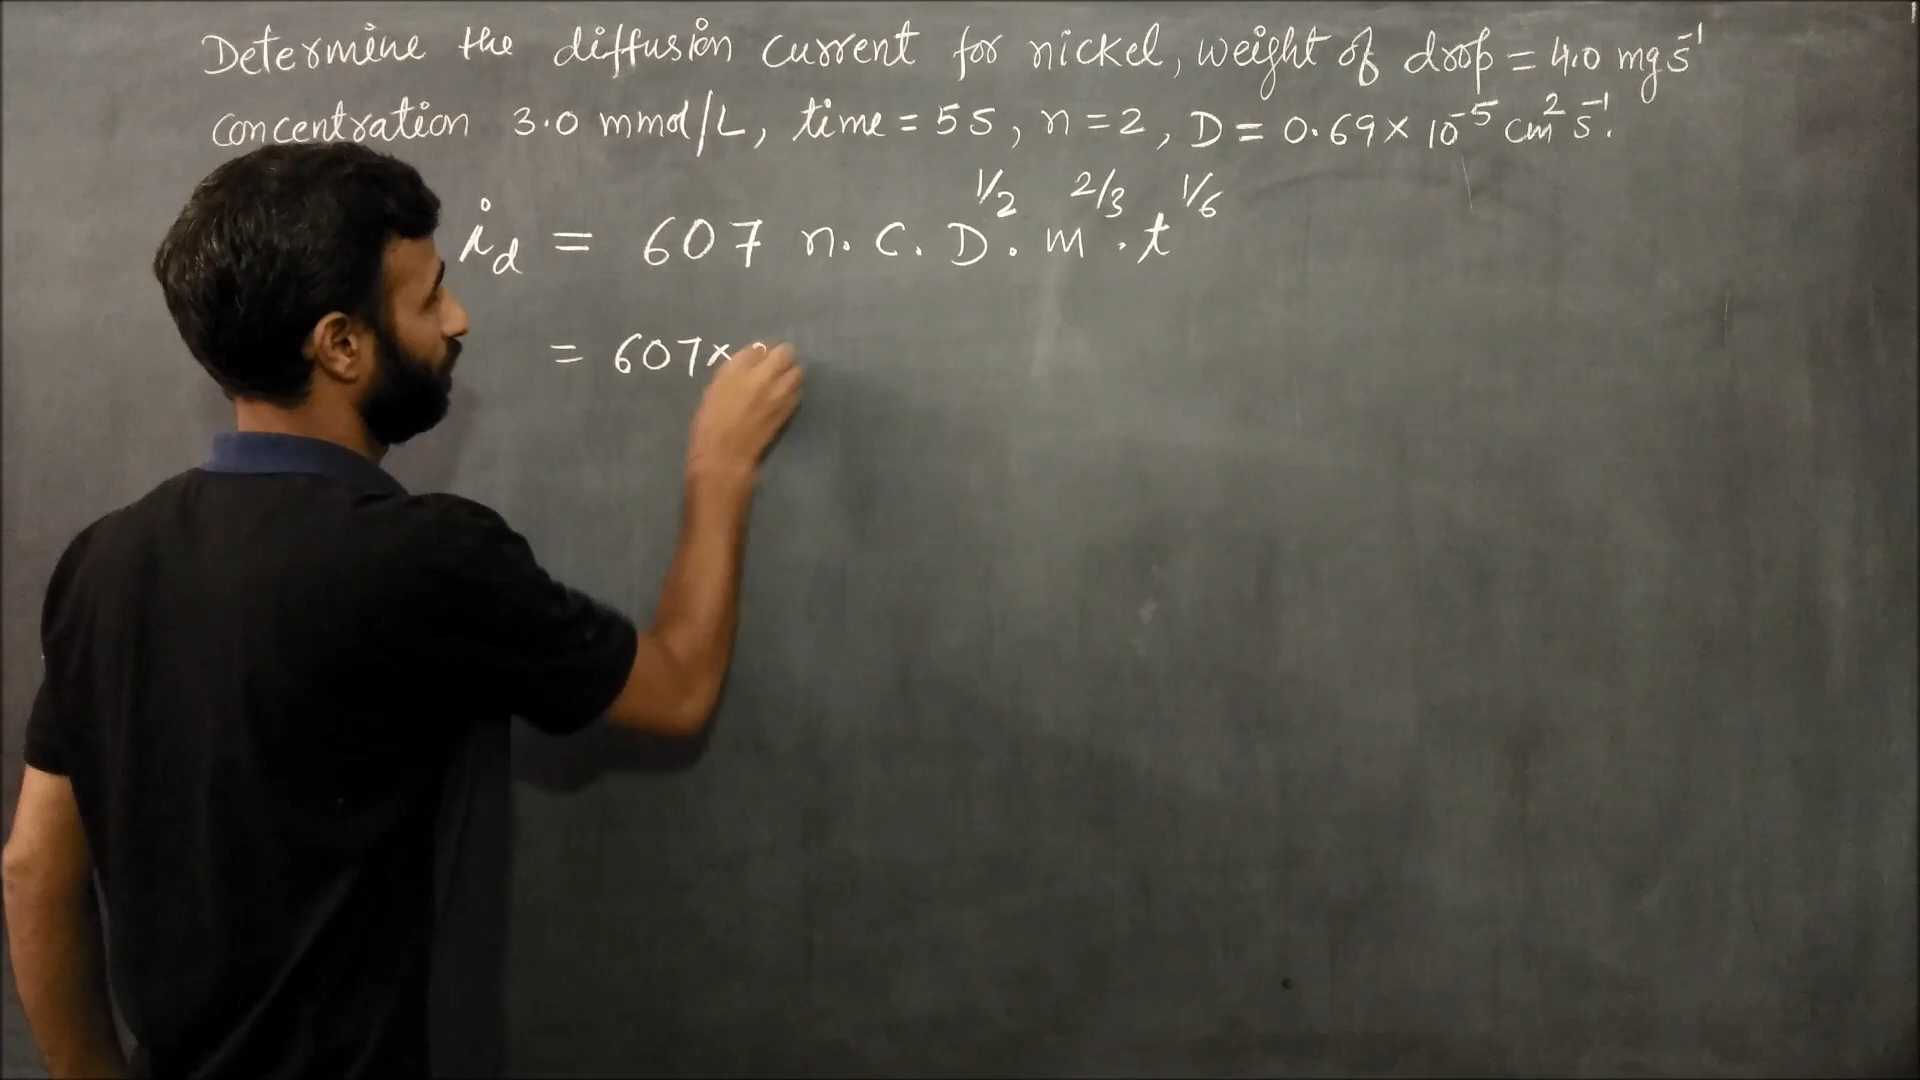 Determine the diffusion current for nickel, weight of drop = 4.0 mg s⁻¹
concentration 3.0 mmol/L, time = 5s, n = 2, D = 0.69 × 10⁻⁵ cm² s⁻¹.
i_d = 607 n. C. D^1/2 . m^2/3 . t^1/6
= 607 ×